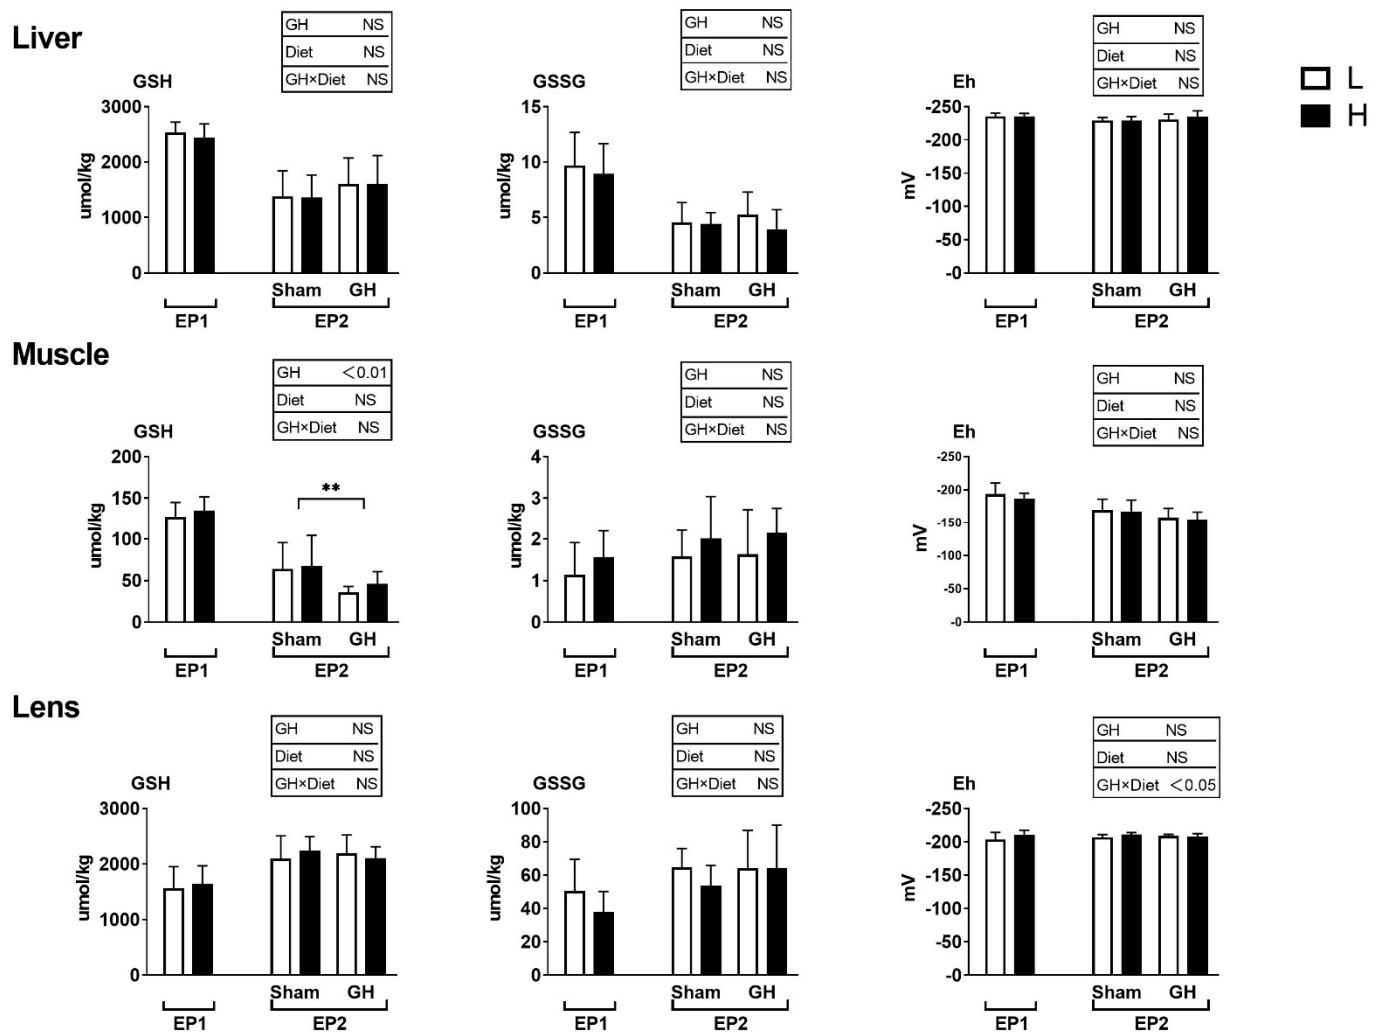 Liver
GH NS
Diet NS
GH×Diet NS
GH NS
Diet NS
GH×Diet NS
GH NS
Diet NS
GH×Diet NS
L
H
GSH
3000
2000
1000
0
umol/kg
Sham GH
EP1 EP2
GSSG
15
10
5
0
umol/kg
Sham GH
EP1 EP2
Eh
-250
-200
-150
-100
-50
-0
mV
Sham GH
EP1 EP2
Muscle
GH <0.01
Diet NS
GH×Diet NS
GH NS
Diet NS
GH×Diet NS
GH NS
Diet NS
GH×Diet NS
GSH
200
150
100
50
0
umol/kg
**
Sham GH
EP1 EP2
GSSG
4
3
2
1
0
umol/kg
Sham GH
EP1 EP2
Eh
-250
-200
-150
-100
-50
-0
mV
Sham GH
EP1 EP2
Lens
GH NS
Diet NS
GH×Diet NS
GH NS
Diet NS
GH×Diet NS
GH NS
Diet NS
GH×Diet <0.05
GSH
3000
2000
1000
0
umol/kg
Sham GH
EP1 EP2
GSSG
100
80
60
40
20
0
umol/kg
Sham GH
EP1 EP2
Eh
-250
-200
-150
-100
-50
-0
mV
Sham GH
EP1 EP2